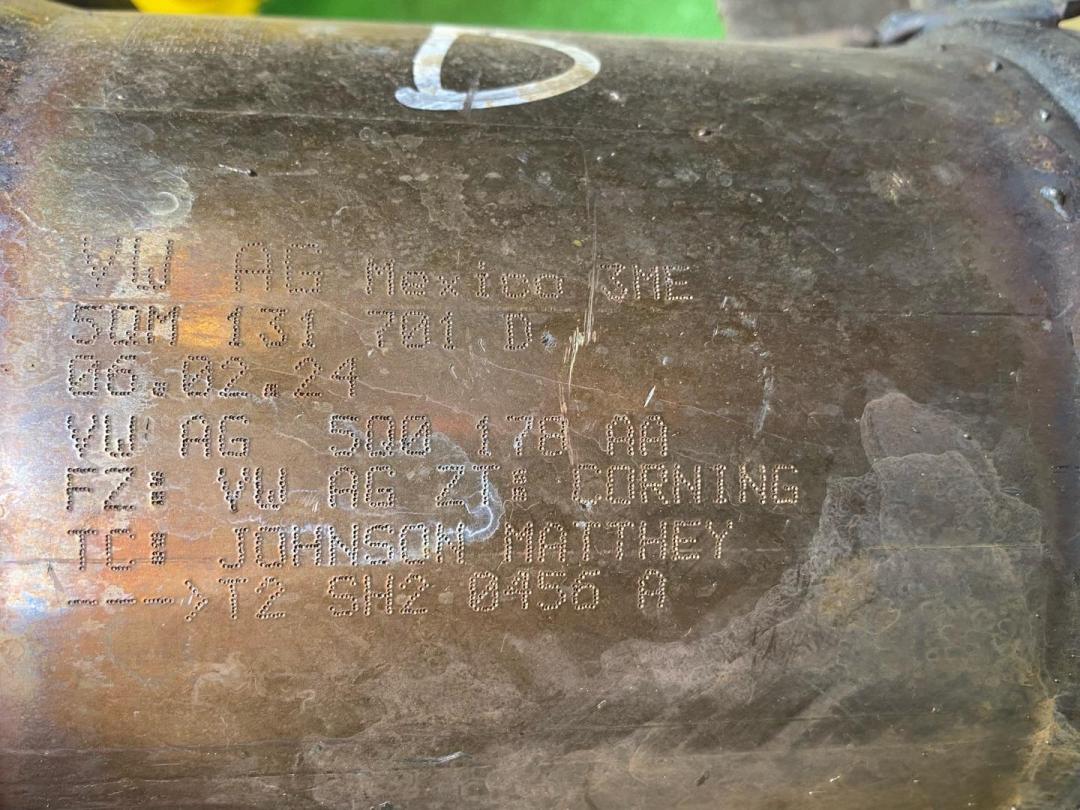 D
VW AG Mexico 3ME
5QM 131 701 D
06.02.24
VW AG 5Q0 178 AA
FZ: VW AG ZT: CORNING
TC: JOHNSON MATTHEY
--->T2 SH2 0456 A